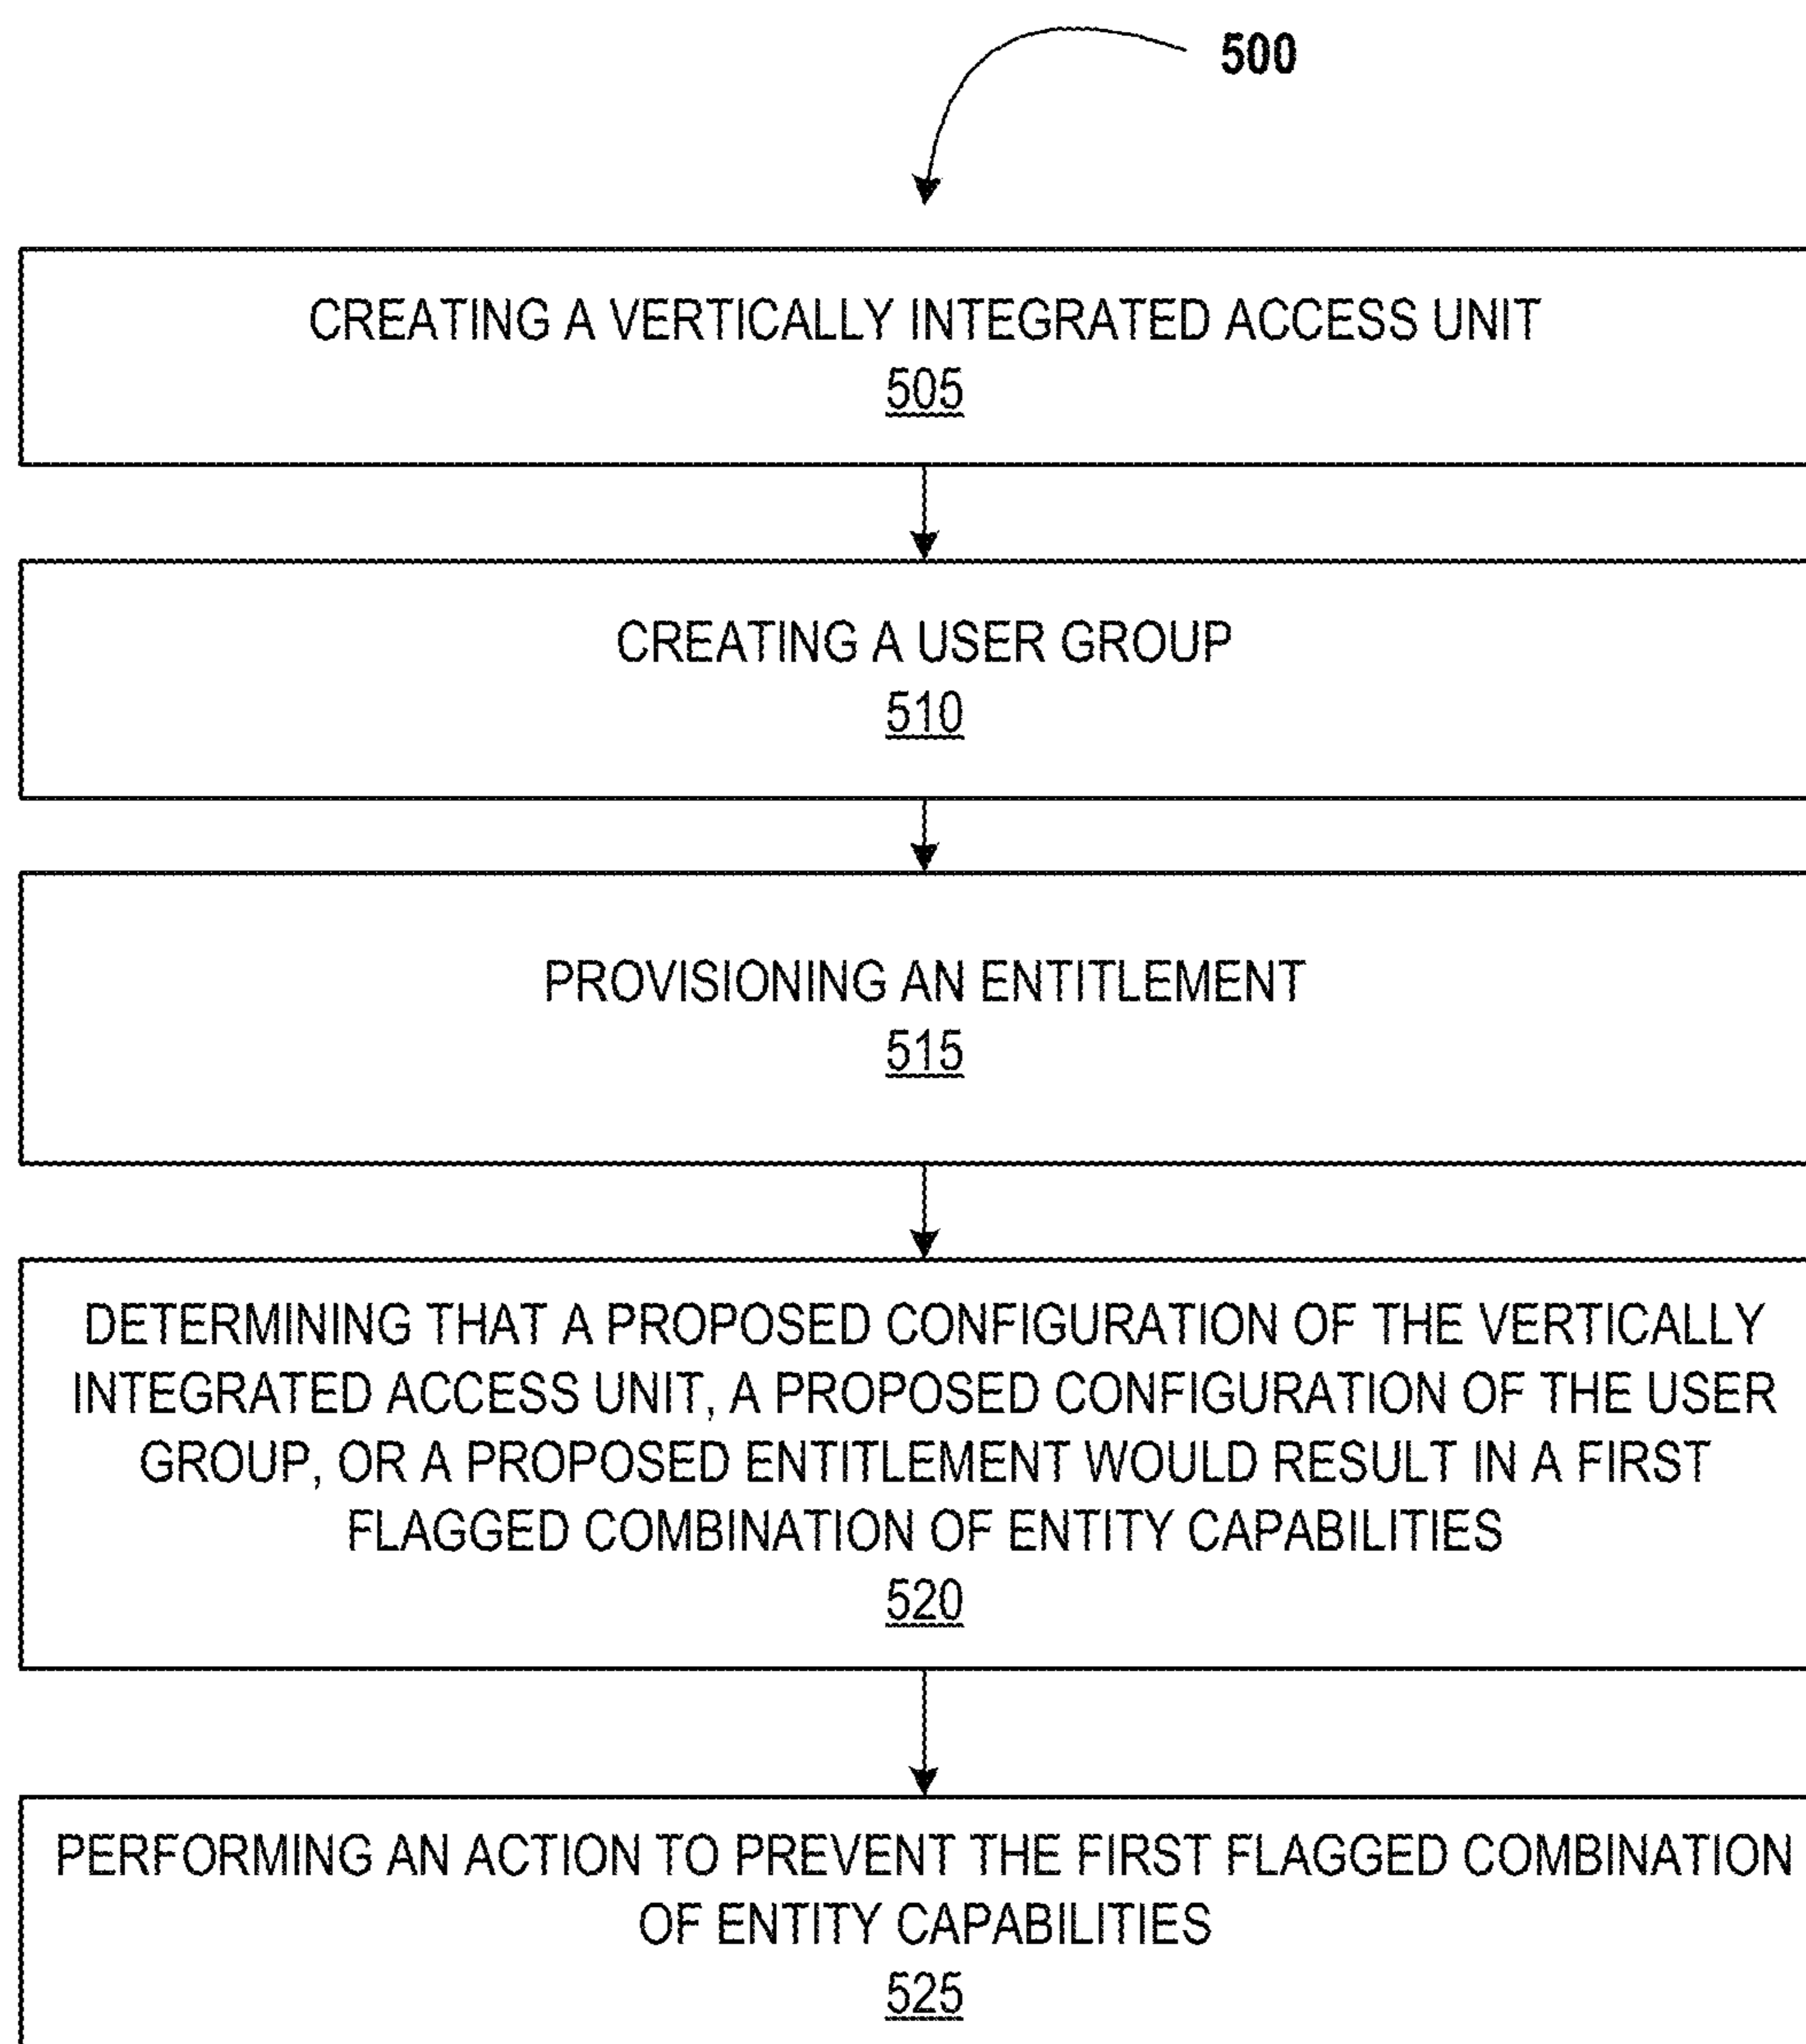 500
CREATING A VERTICALLY INTEGRATED ACCESS UNIT
505
CREATING A USER GROUP
510
PROVISIONING AN ENTITLEMENT
515
DETERMINING THAT A PROPOSED CONFIGURATION OF THE VERTICALLY
INTEGRATED ACCESS UNIT, A PROPOSED CONFIGURATION OF THE USER
GROUP, OR A PROPOSED ENTITLEMENT WOULD RESULT IN A FIRST
FLAGGED COMBINATION OF ENTITY CAPABILITIES
520
PERFORMING AN ACTION TO PREVENT THE FIRST FLAGGED COMBINATION
OF ENTITY CAPABILITIES
525